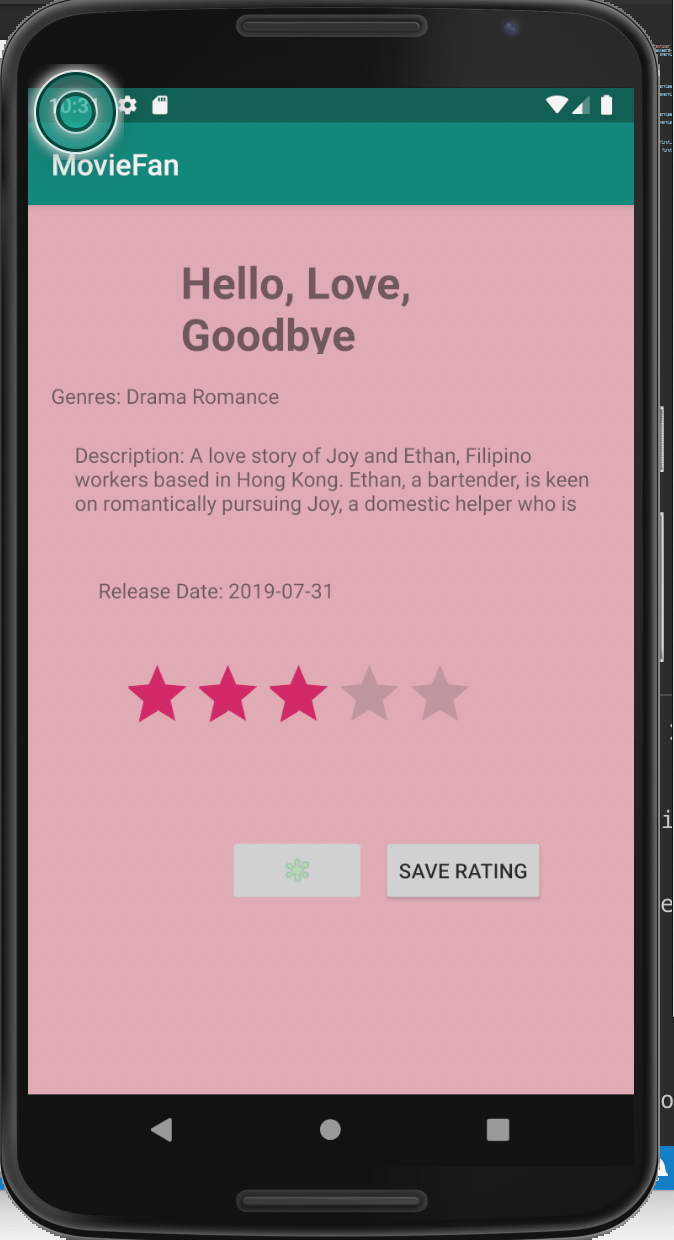 MovieFan
Hello, Love,
Goodbye
Genres: Drama Romance
Description: A love story of Joy and Ethan, Filipino
workers based in Hong Kong. Ethan, a bartender, is keen
on romantically pursuing Joy, a domestic helper who is
Release Date: 2019-07-31
SAVE RATING